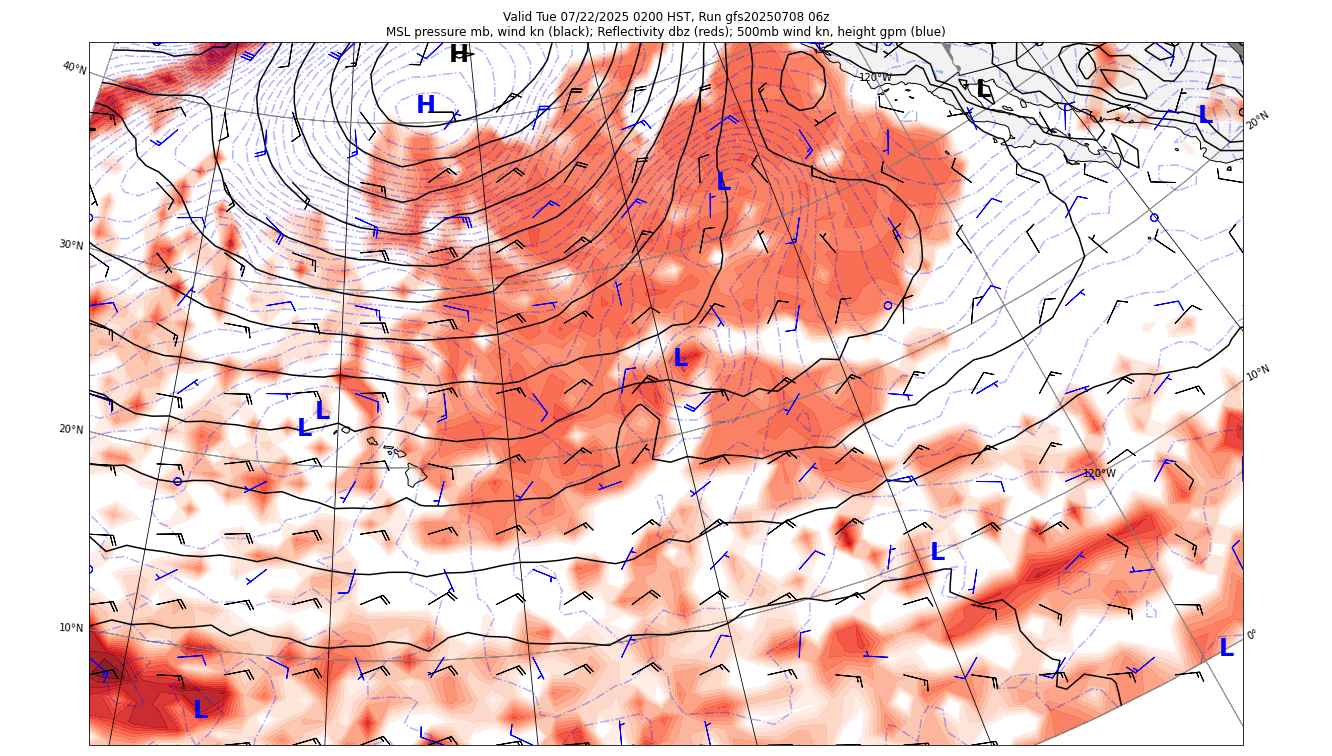 Valid Tue 07/22/2025 0200 HST, Run gfs20250708 06z
MSL pressure mb, wind kn (black); Reflectivity dbz (reds); 500mb wind kn, height gpm (blue)
H
40°N
120°W
L
H
L
20°N
L
30°N
L
10°N
L
L
20°N
120°W
L
10°N
0°
L
L